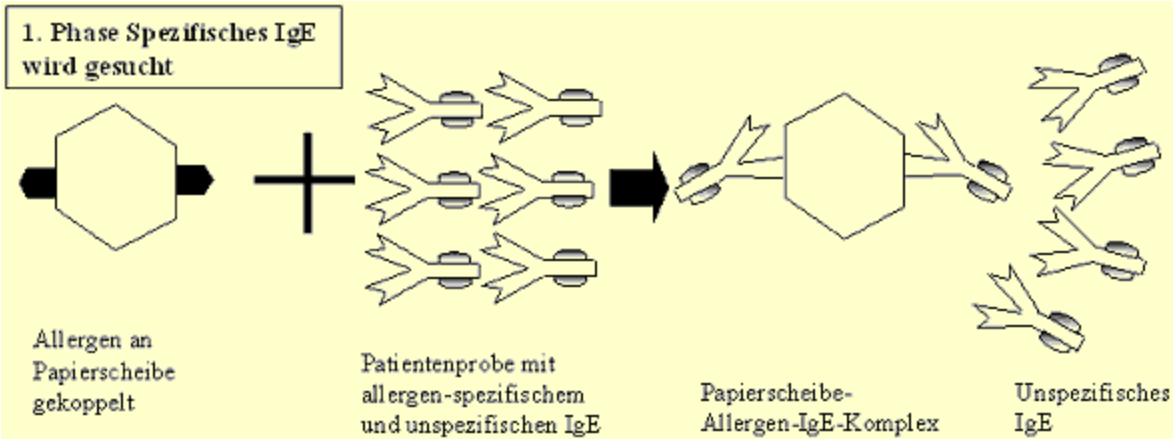 1. Phase Spezifisches IgE
wird gesucht
Allergen an
Papierscheibe
gekoppelt
Patientenprobe mit
allergen-spezifischem
und unspezifischen IgE
Papierscheibe-
Allergen-IgE-Komplex
Unspezifisches
IgE